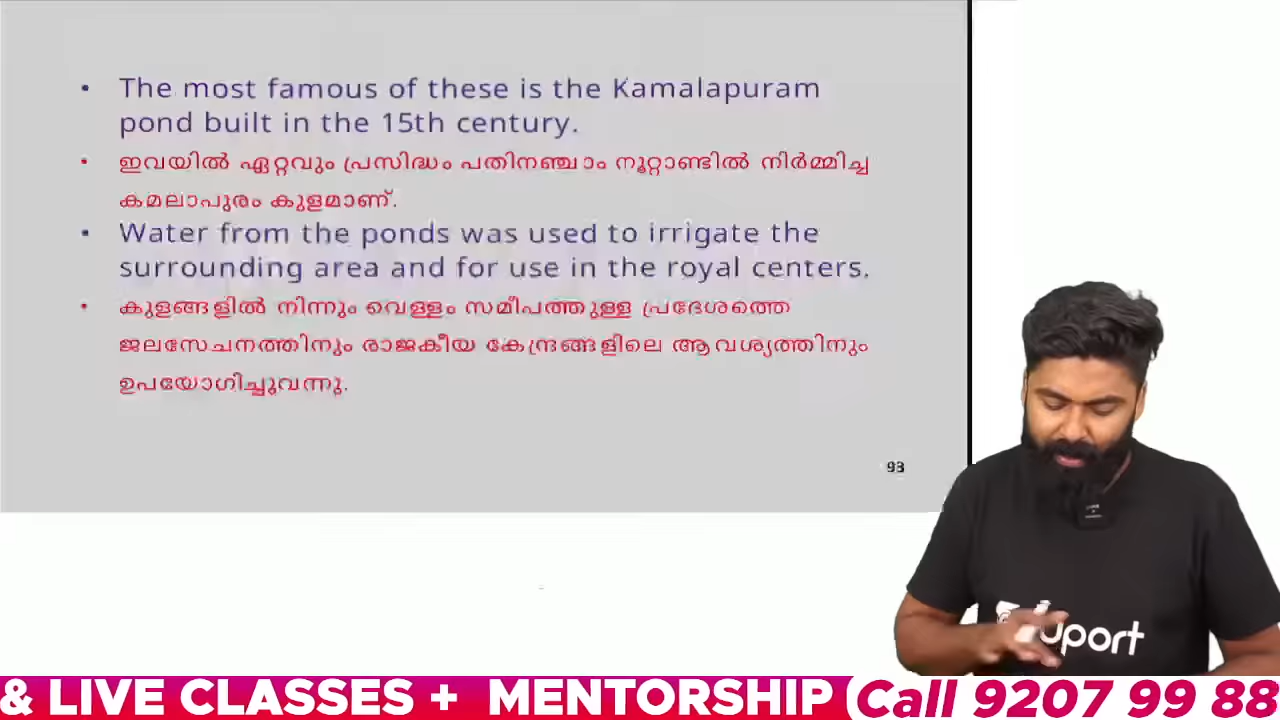 • The most famous of these is the Kamalapuram
pond built in the 15th century.
• ഇവയിൽ ഏറ്റവും പ്രസിദ്ധം പതിനഞ്ചാം നൂറ്റാണ്ടിൽ നിർമ്മിച്ച
കമലാപുരം കുളമാണ്.
• Water from the ponds was used to irrigate the
surrounding area and for use in the royal centers.
• കുളങ്ങളിൽ നിന്നും വെള്ളം സമീപത്തുള്ള പ്രദേശത്തെ
ജലസേചനത്തിനും രാജകീയ കേന്ദ്രങ്ങളിലെ ആവശ്യത്തിനും
ഉപയോഗിച്ചുവന്നു.
93
& LIVE CLASSES + MENTORSHIP (Call 9207 99 88